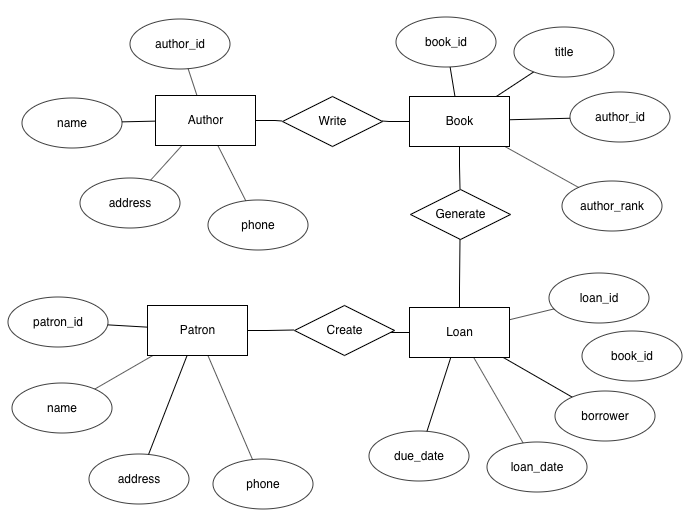 author_id
book_id
title
name
Author
Write
Book
author_id
address
phone
Generate
author_rank
patron_id
Patron
Create
Loan
loan_id
book_id
name
borrower
address
phone
due_date
loan_date